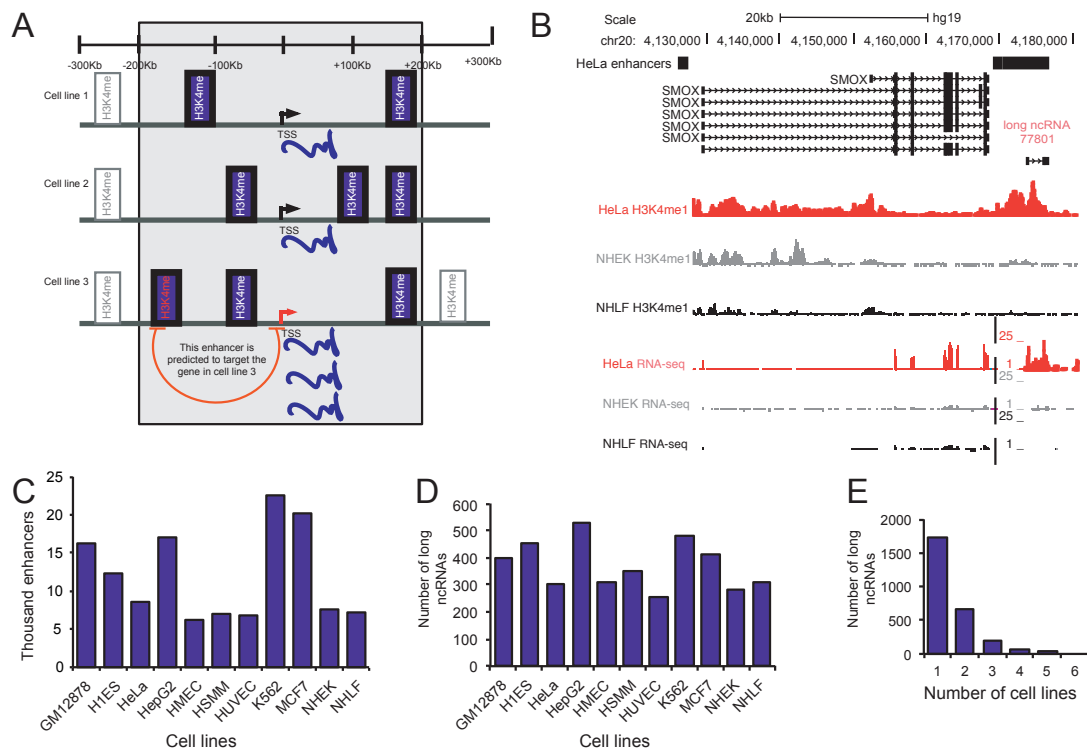 A
-300Kb -200Kb -100Kb +100Kb +200Kb +300Kb
Cell line 1
H3K4me
H3K4me
H3K4me
TSS
Cell line 2
H3K4me
H3K4me
H3K4me
H3K4me
TSS
Cell line 3
H3K4me
H3K4me
H3K4me
H3K4me
H3K4me
TSS
This enhancer is
predicted to target the
gene in cell line 3
B
Scale 20kb hg19
chr20: 4,130,000 4,140,000 4,150,000 4,160,000 4,170,000 4,180,000
HeLa enhancers
SMOX
SMOX
SMOX
SMOX
SMOX
SMOX
long ncRNA
77801
HeLa H3K4me1
NHEK H3K4me1
NHLF H3K4me1
25 _
HeLa RNA-seq
1 _
25 _
NHEK RNA-seq
1 _
25 _
NHLF RNA-seq
1 _
C
Thousand enhancers
25
20
15
10
5
0
GM12878 H1ES HeLa HepG2 HMEC HSMM HUVEC K562 MCF7 NHEK NHLF
Cell lines
D
Number of long
ncRNAs
600
500
400
300
200
100
0
GM12878 H1ES HeLa HepG2 HMEC HSMM HUVEC K562 MCF7 NHEK NHLF
Cell lines
E
Number of long
ncRNAs
2000
1500
1000
500
0
1 2 3 4 5 6
Number of cell lines